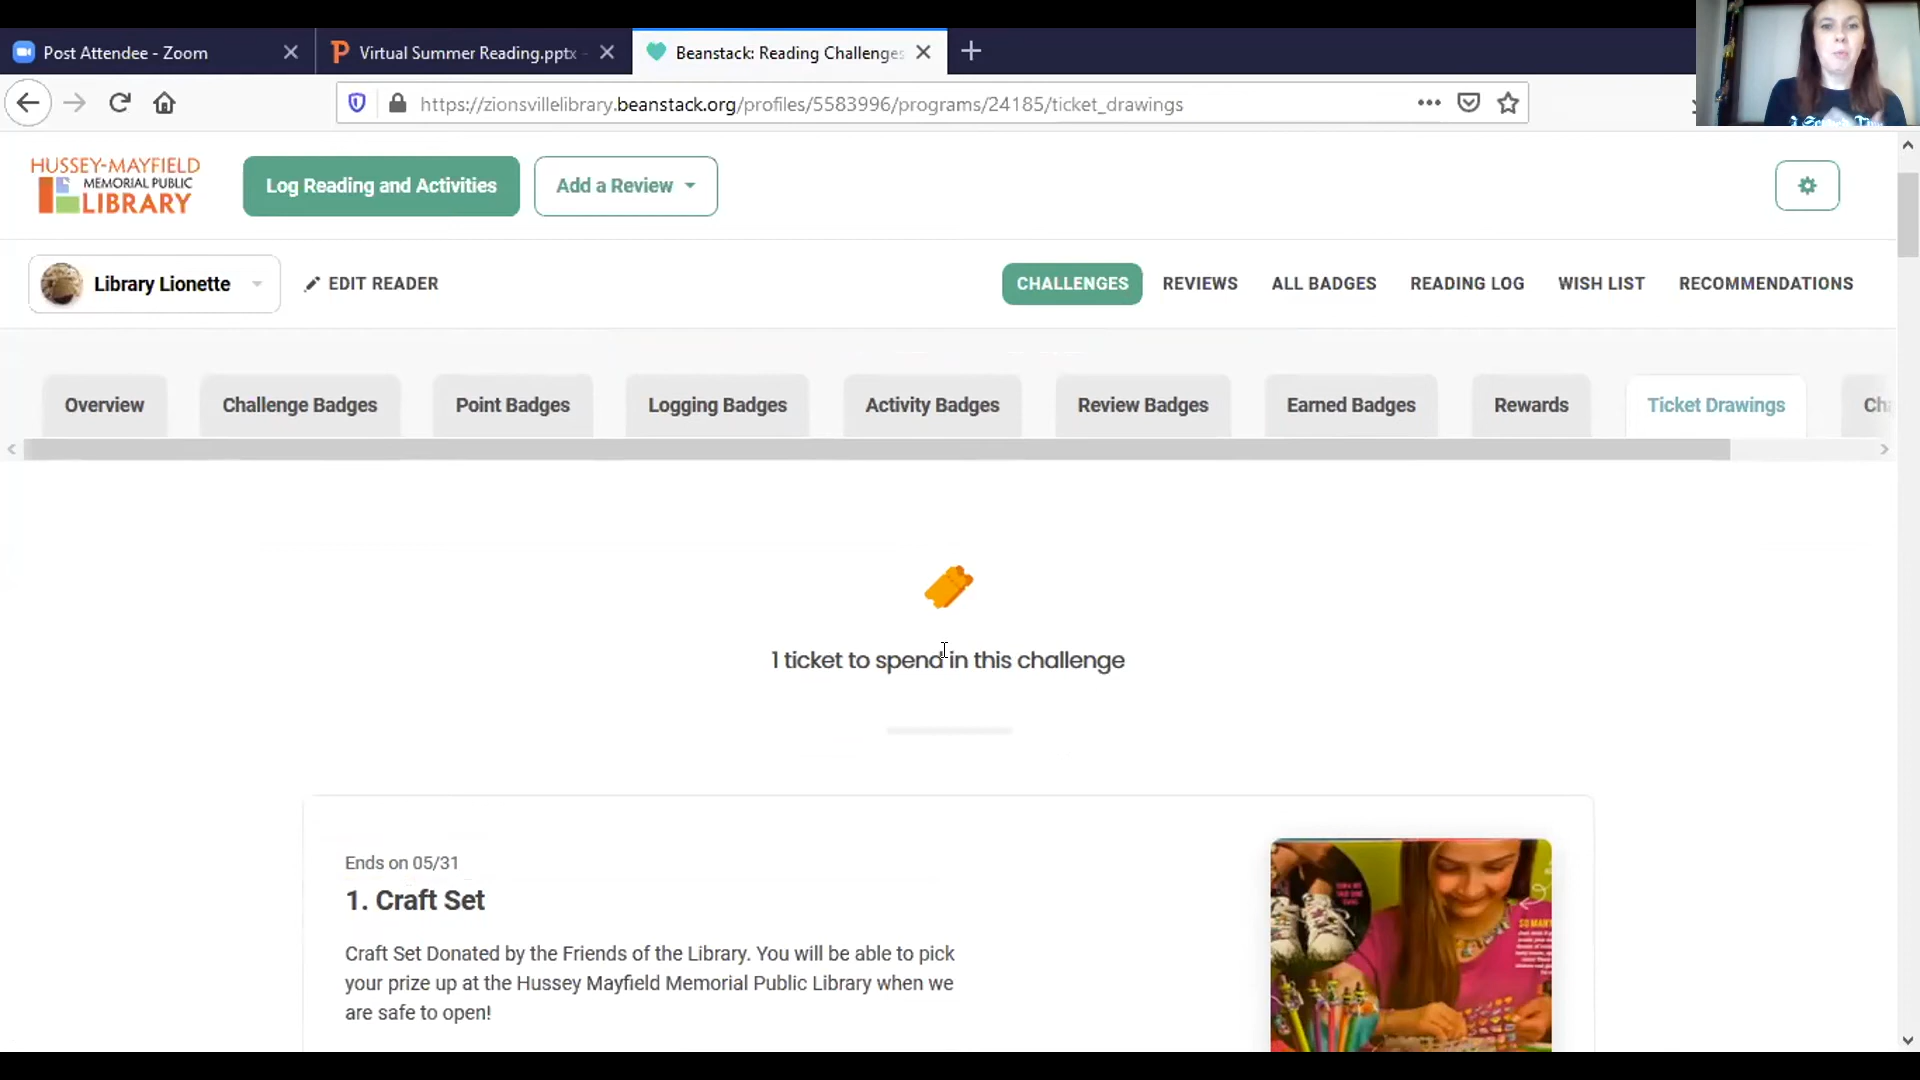 Post Attendee - Zoom
Virtual Summer Reading.pptx -
Beanstack: Reading Challenges
https://zionsvillelibrary.beanstack.org/profiles/5583996/programs/24185/ticket_drawings
HUSSEY-MAYFIELD
MEMORIAL PUBLIC
LIBRARY
Log Reading and Activities
Add a Review
Library Lionette
EDIT READER
CHALLENGES
REVIEWS
ALL BADGES
READING LOG
WISH LIST
RECOMMENDATIONS
Overview
Challenge Badges
Point Badges
Logging Badges
Activity Badges
Review Badges
Earned Badges
Rewards
Ticket Drawings
1 ticket to spend in this challenge
Ends on 05/31
1. Craft Set
Craft Set Donated by the Friends of the Library. You will be able to pick
your prize up at the Hussey Mayfield Memorial Public Library when we
are safe to open!
SO MANY